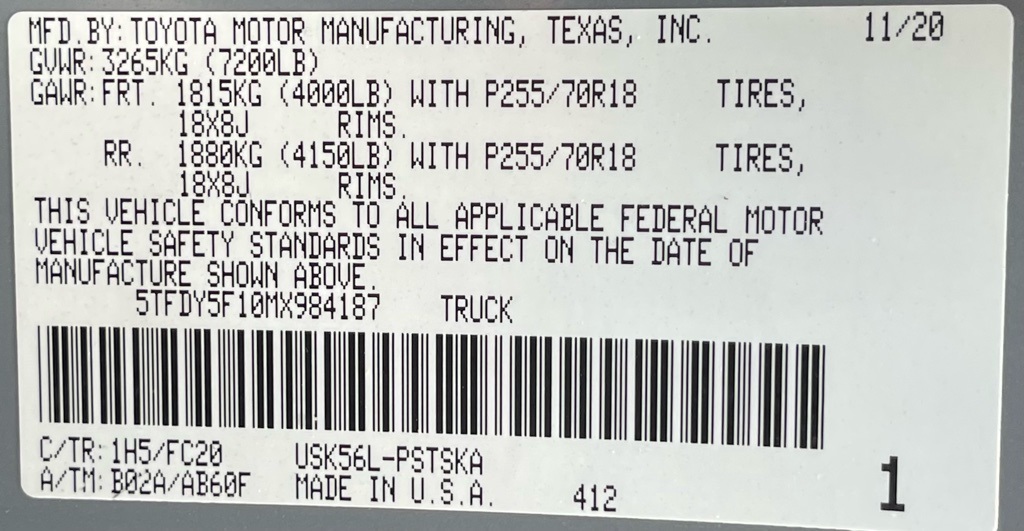 MFD.BY:TOYOTA MOTOR MANUFACTURING, TEXAS, INC. 11/20
GVWR:3265KG (7200LB)
GAWR:FRT. 1815KG (4000LB) WITH P255/70R18 TIRES,
18X8J RIMS.
RR. 1880KG (4150LB) WITH P255/70R18 TIRES,
18X8J RIMS.
THIS VEHICLE CONFORMS TO ALL APPLICABLE FEDERAL MOTOR
VEHICLE SAFETY STANDARDS IN EFFECT ON THE DATE OF
MANUFACTURE SHOWN ABOVE.
5TFDY5F10MX984187 TRUCK
C/TR:1H5/FC20 USK56L-PSTSKA
A/TM:B02A/AB60F MADE IN U.S.A. 412 1